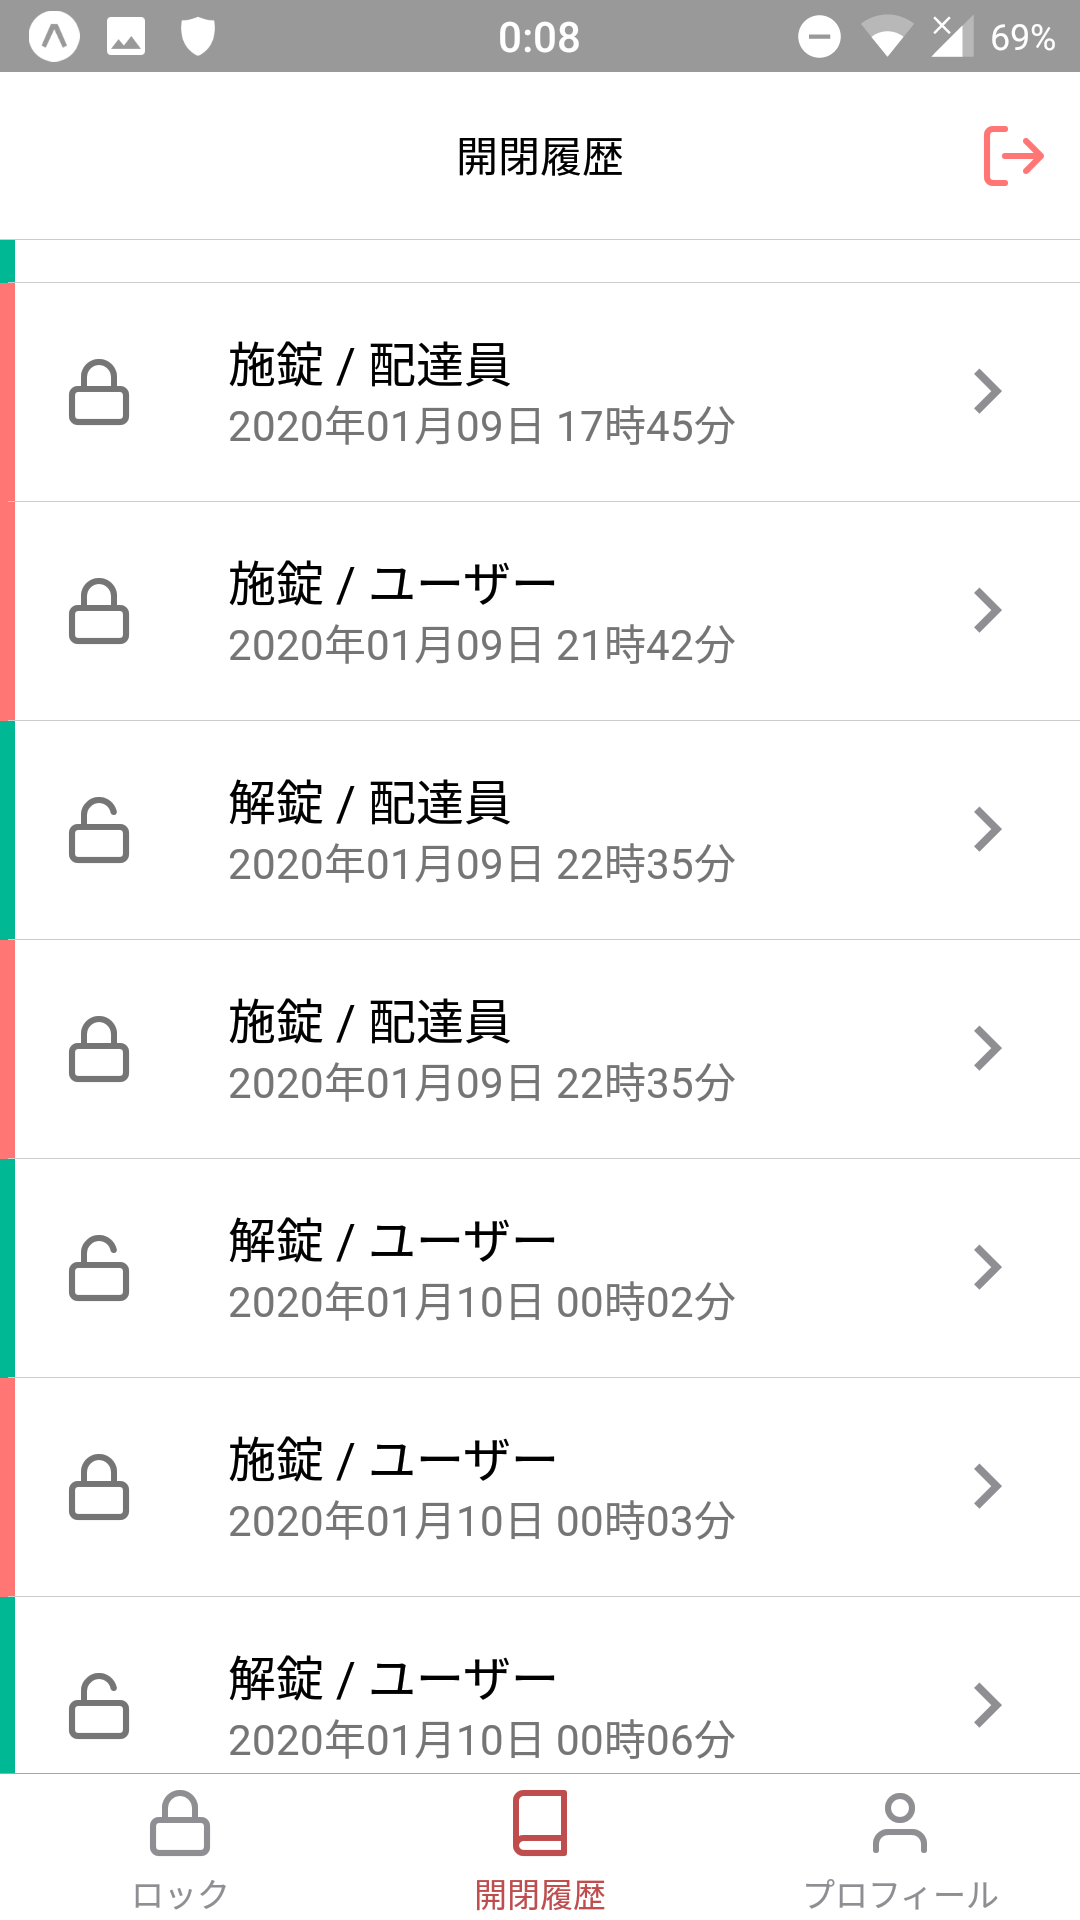 0:08
69%
開閉履歴
施錠 / 配達員
2020年01月09日 17時45分
施錠 / ユーザー
2020年01月09日 21時42分
解錠 / 配達員
2020年01月09日 22時35分
施錠 / 配達員
2020年01月09日 22時35分
解錠 / ユーザー
2020年01月10日 00時02分
施錠 / ユーザー
2020年01月10日 00時03分
解錠 / ユーザー
2020年01月10日 00時06分
ロック
開閉履歴
プロフィール